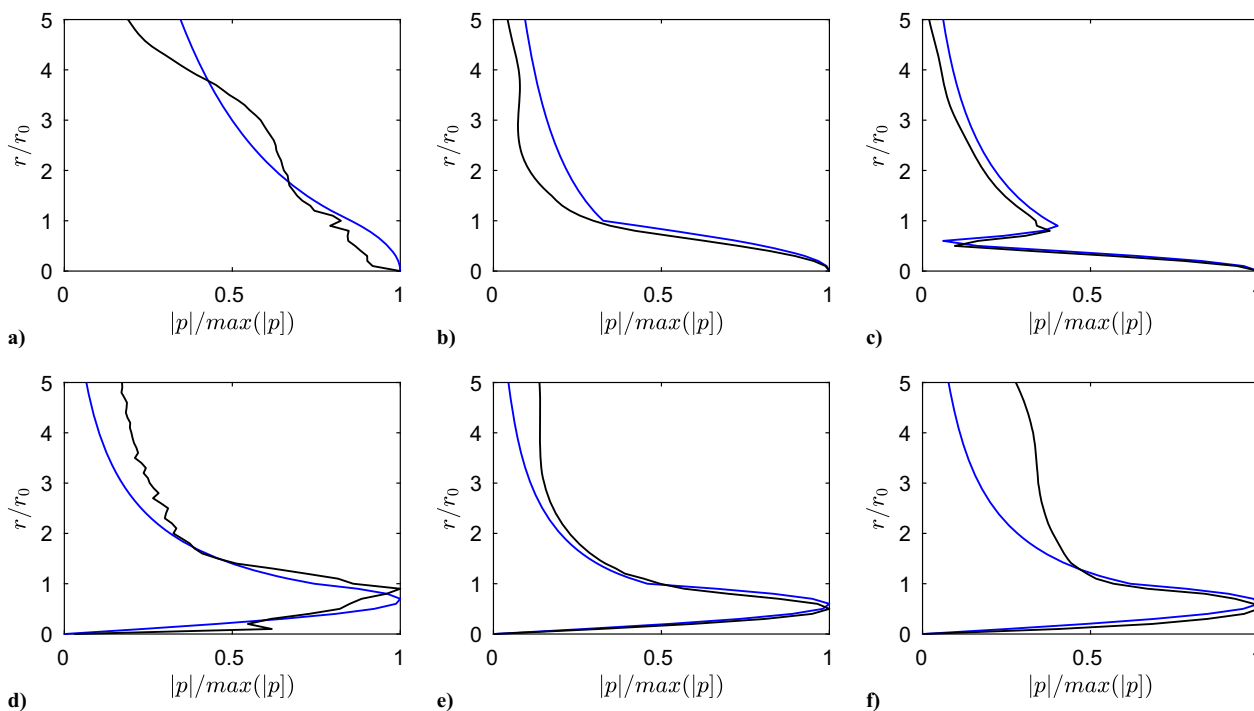 5 5 5
4 4 4
r/r₀ 3 r/r₀ 3 r/r₀ 3
2 2 2
1 1 1
0 0 0
0 0.5 1 0 0.5 1 0 0.5 1
a) |p|/max(|p]) b) |p|/max(|p]) c) |p|/max(|p])
5 5 5
4 4 4
r/r₀ 3 r/r₀ 3 r/r₀ 3
2 2 2
1 1 1
0 0 0
0 0.5 1 0 0.5 1 0 0.5 1
d) |p|/max(|p]) e) |p|/max(|p]) f) |p|/max(|p])